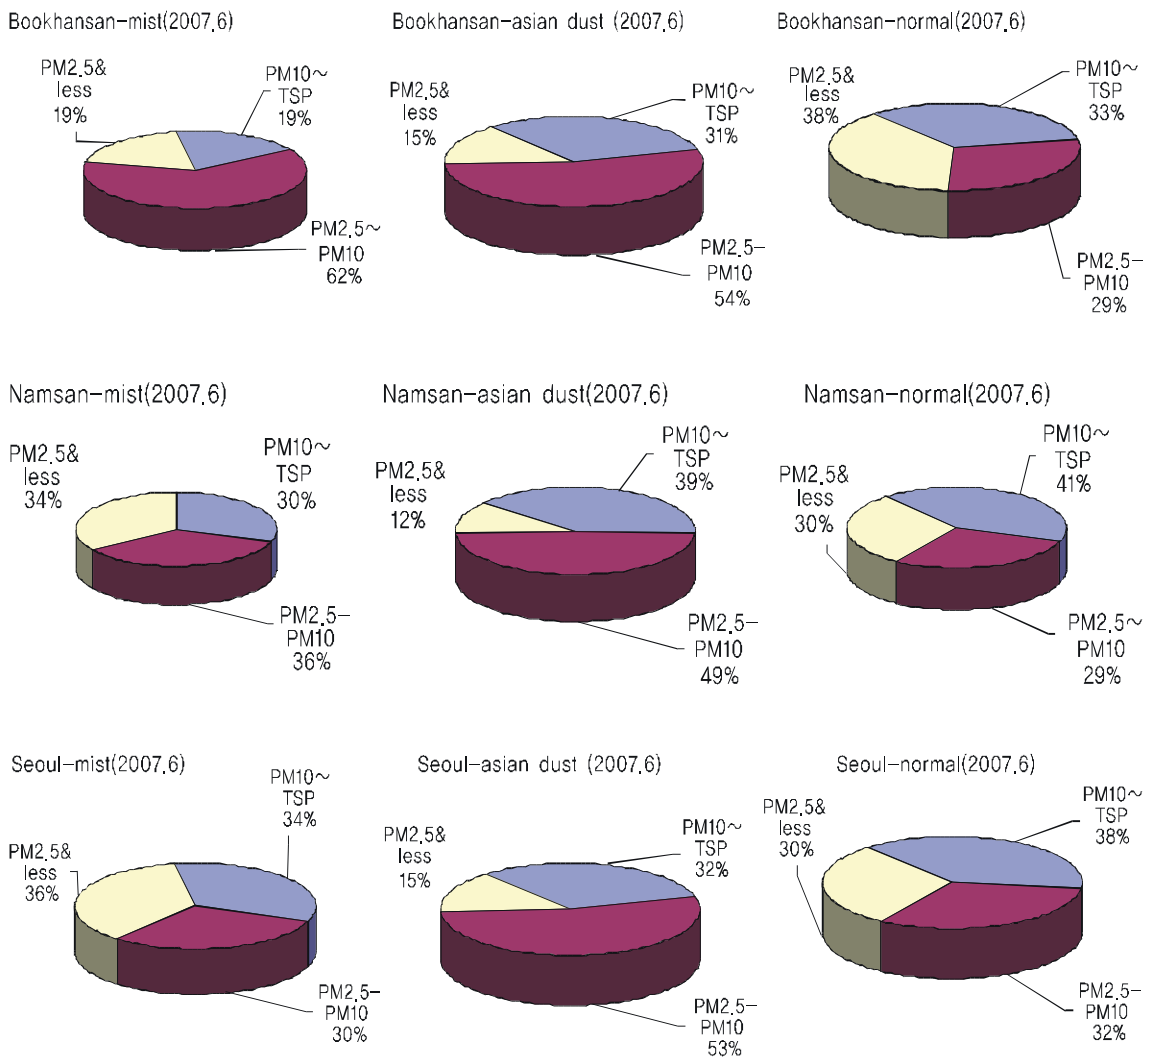 Bookhansan-mist(2007.6)
PM2.5&
less
19%
PM10~
TSP
19%
PM2.5~
PM10
62%
Bookhansan-asian dust (2007.6)
PM2.5&
less
15%
PM10~
TSP
31%
PM2.5-
PM10
54%
Bookhansan-normal(2007.6)
PM2.5&
less
38%
PM10~
TSP
33%
PM2.5-
PM10
29%
Namsan-mist(2007.6)
PM2.5&
less
34%
PM10~
TSP
30%
PM2.5-
PM10
36%
Namsan-asian dust(2007.6)
PM2.5&
less
12%
PM10~
TSP
39%
PM2.5-
PM10
49%
Namsan-normal(2007.6)
PM2.5&
less
30%
PM10~
TSP
41%
PM2.5~
PM10
29%
Seoul-mist(2007.6)
PM2.5&
less
36%
PM10~
TSP
34%
PM2.5-
PM10
30%
Seoul-asian dust (2007.6)
PM2.5&
less
15%
PM10~
TSP
32%
PM2.5-
PM10
53%
Seoul-normal(2007.6)
PM2.5&
less
30%
PM10~
TSP
38%
PM2.5-
PM10
32%